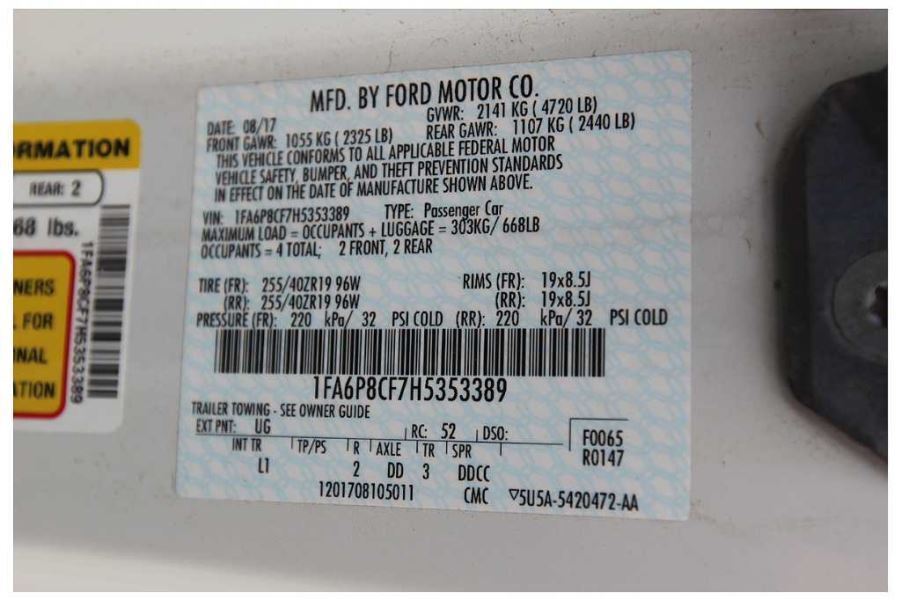 MFD. BY FORD MOTOR CO.
DATE: 08/17 GVWR: 2141 KG ( 4720 LB)
FRONT GAWR: 1055 KG ( 2325 LB) REAR GAWR: 1107 KG ( 2440 LB)
THIS VEHICLE CONFORMS TO ALL APPLICABLE FEDERAL MOTOR
VEHICLE SAFETY, BUMPER, AND THEFT PREVENTION STANDARDS
IN EFFECT ON THE DATE OF MANUFACTURE SHOWN ABOVE.
VIN: 1FA6P8CF7H5353389 TYPE: Passenger Car
MAXIMUM LOAD = OCCUPANTS + LUGGAGE = 303KG/ 668LB
OCCUPANTS = 4 TOTAL; 2 FRONT, 2 REAR
TIRE (FR): 255/40ZR19 96W RIMS (FR): 19x8.5J
(RR): 255/40ZR19 96W (RR): 19x8.5J
PRESSURE (FR): 220 kPa/ 32 PSI COLD (RR): 220 kPa/ 32 PSI COLD
1FA6P8CF7H5353389
TRAILER TOWING - SEE OWNER GUIDE
EXT PNT: UG RC: 52 DSO: F0065
R0147
INT TR TP/PS R AXLE TR SPR
L1 2 DD 3 DDCC
1201708105011 CMC ▽5U5A-5420472-AA
RMATION
REAR: 2
68 lbs.
NERS
L FOR
NAL
ATION
1FA6P8CF7H5353389